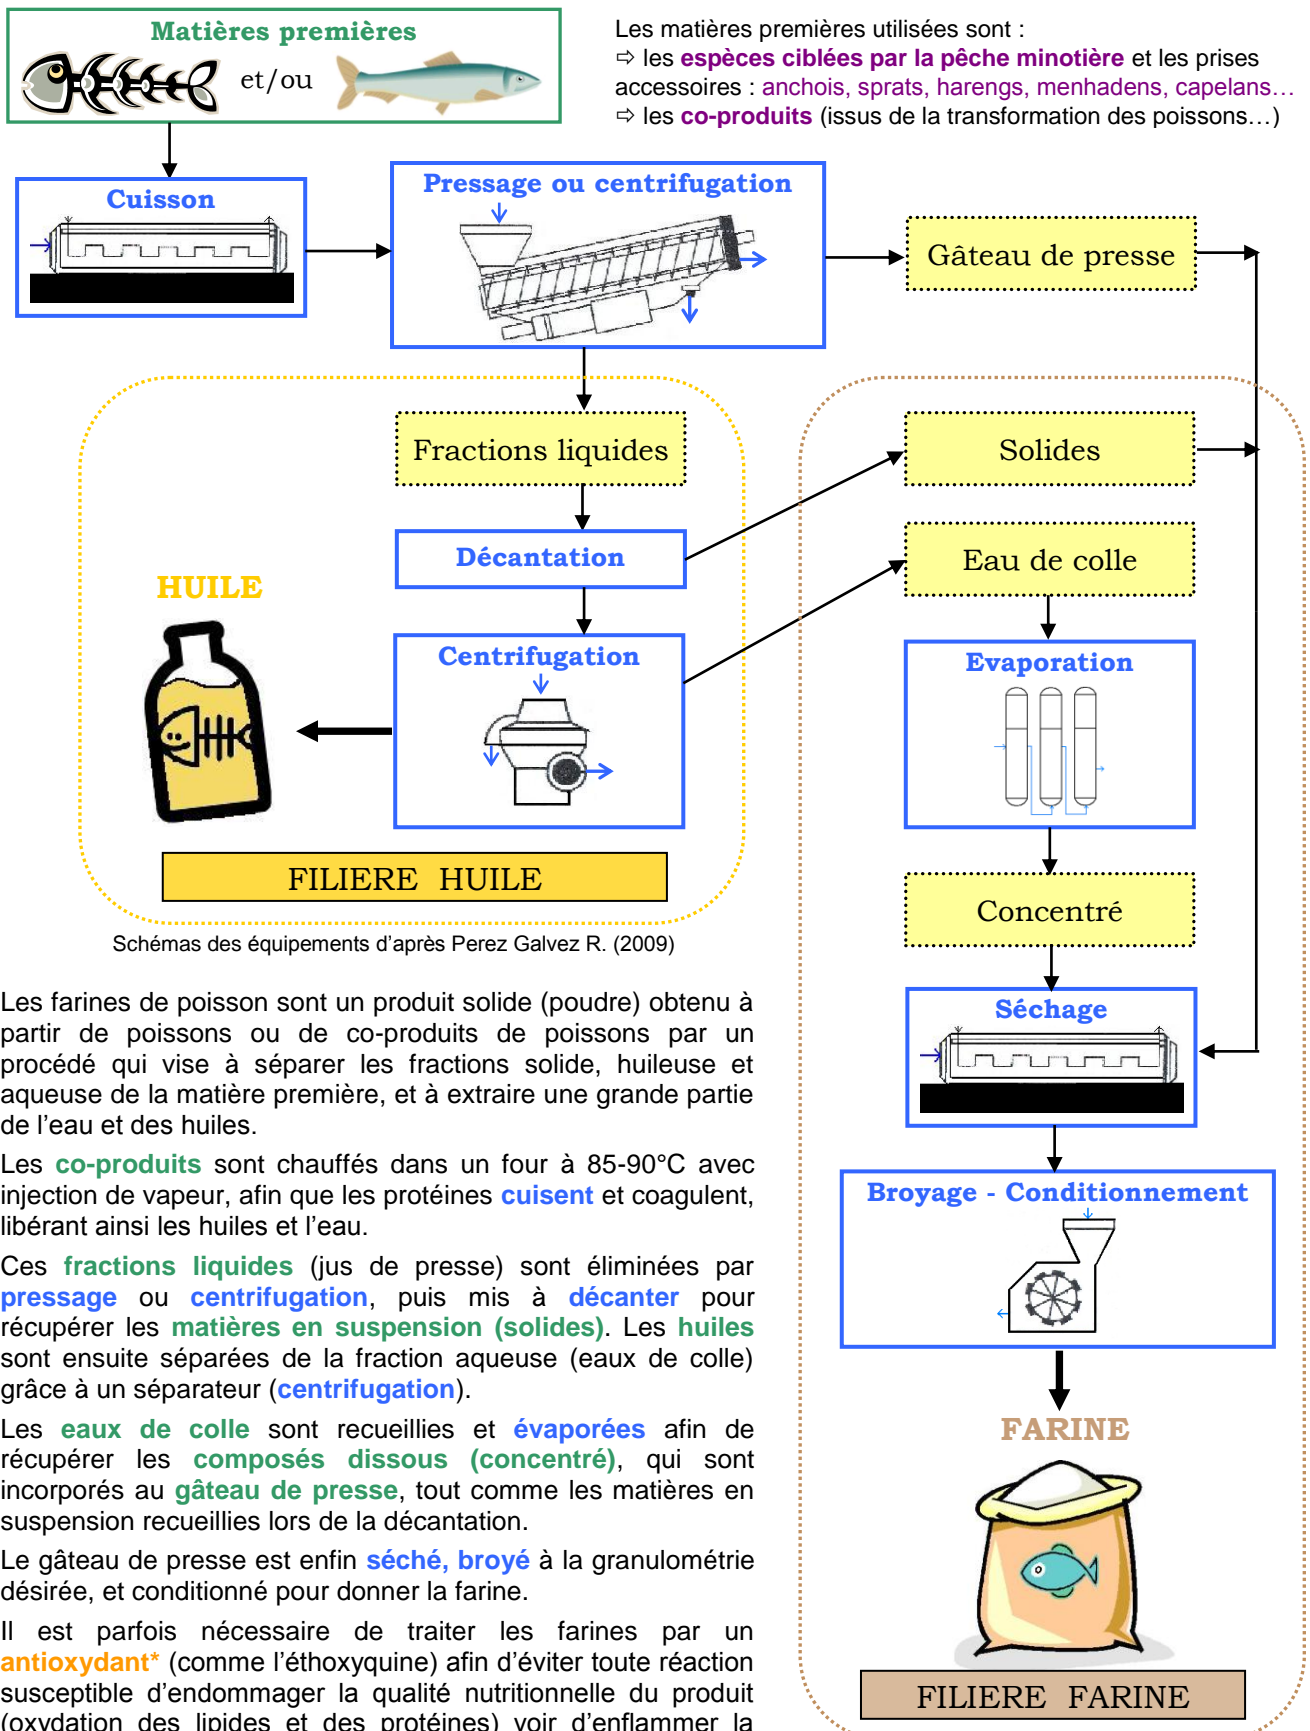 Matières premières
et/ou
Les matières premières utilisées sont :
⇨ les espèces ciblées par la pêche minotière et les prises
accessoires : anchois, sprats, harengs, menhadens, capelans…
⇨ les co-produits (issus de la transformation des poissons…)
Cuisson
Pressage ou centrifugation
Gâteau de presse
Fractions liquides
Solides
Décantation
Eau de colle
HUILE
Centrifugation
Evaporation
FILIERE HUILE
Concentré
Schémas des équipements d’après Perez Galvez R. (2009)
Séchage
Broyage - Conditionnement
FARINE
FILIERE FARINE
Les farines de poisson sont un produit solide (poudre) obtenu à
partir de poissons ou de co-produits de poissons par un
procédé qui vise à séparer les fractions solide, huileuse et
aqueuse de la matière première, et à extraire une grande partie
de l’eau et des huiles.
Les co-produits sont chauffés dans un four à 85-90°C avec
injection de vapeur, afin que les protéines cuisent et coagulent,
libérant ainsi les huiles et l’eau.
Ces fractions liquides (jus de presse) sont éliminées par
pressage ou centrifugation, puis mis à décanter pour
récupérer les matières en suspension (solides). Les huiles
sont ensuite séparées de la fraction aqueuse (eaux de colle)
grâce à un séparateur (centrifugation).
Les eaux de colle sont recueillies et évaporées afin de
récupérer les composés dissous (concentré), qui sont
incorporés au gâteau de presse, tout comme les matières en
suspension recueillies lors de la décantation.
Le gâteau de presse est enfin séché, broyé à la granulométrie
désirée, et conditionné pour donner la farine.
Il est parfois nécessaire de traiter les farines par un
antioxydant* (comme l’éthoxyquine) afin d’éviter toute réaction
susceptible d’endommager la qualité nutritionnelle du produit
(oxydation des lipides et des protéines) voir d’enflammer la